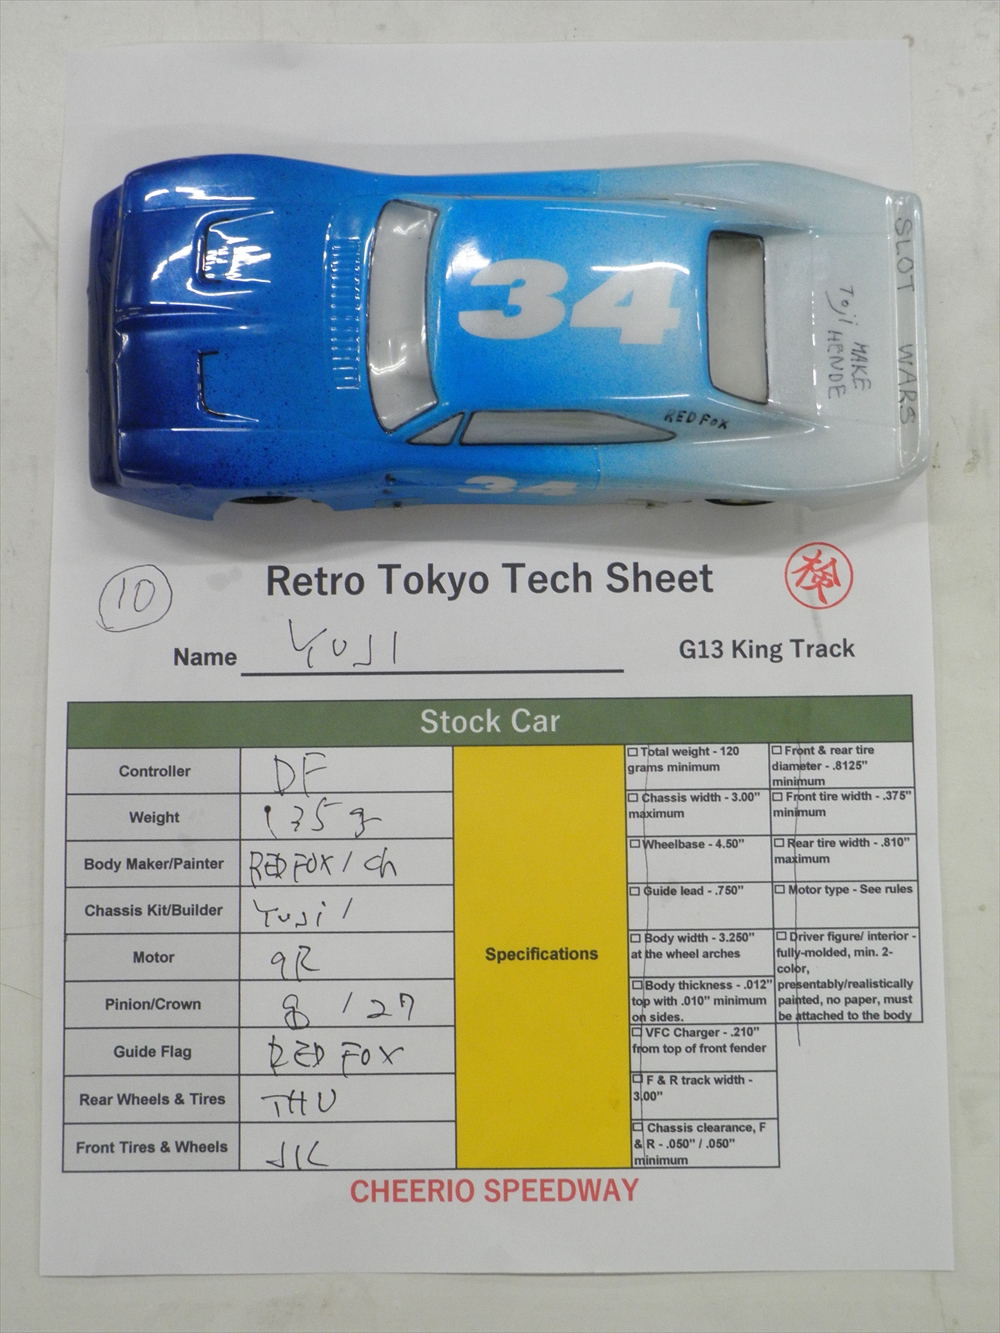 34
SLOT WARS
Toji MAKE
HENDE
RED FOX
34
10
Retro Tokyo Tech Sheet
検
Name YUJI
G13 King Track
Stock Car
Controller DF
Weight 135g
Body Maker/Painter RED FOX / ch
Chassis Kit/Builder YUJI /
Motor 9R
Pinion/Crown 8 / 27
Guide Flag RED FOX
Rear Wheels & Tires THU
Front Tires & Wheels JK
Specifications
☐ Total weight - 120
grams minimum
☐ Chassis width - 3.00"
maximum
☐ Wheelbase - 4.50"
☐ Guide lead - .750"
☐ Body width - 3.250"
at the wheel arches
☐ Body thickness - .012"
top with .010" minimum
on sides.
☐ VFC Charger - .210"
from top of front fender
☐ F & R track width -
3.00"
☐ Chassis clearance, F
& R - .050" / .050"
minimum
☐ Front & rear tire
diameter - .8125"
minimum
☐ Front tire width - .375"
minimum
☐ Rear tire width - .810"
maximum
☐ Motor type - See rules
☐ Driver figure/ interior -
fully-molded, min. 2-
color,
presentably/realistically
painted, no paper, must
be attached to the body
CHEERIO SPEEDWAY